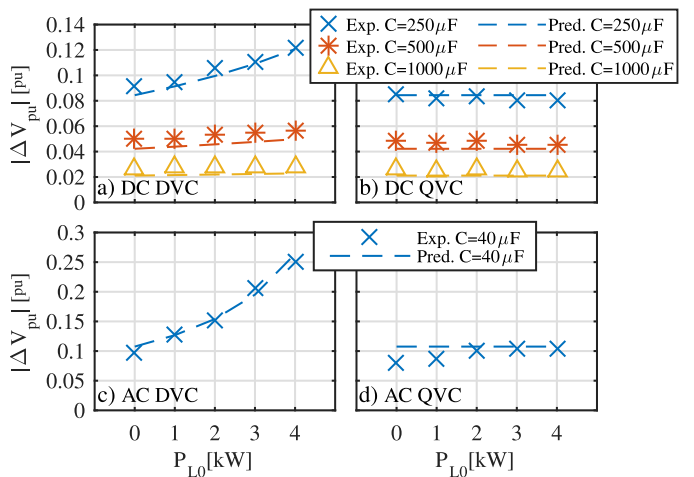 Exp. C=250μF Pred. C=250μF
Exp. C=500μF Pred. C=500μF
Exp. C=1000μF Pred. C=1000μF
|ΔV_pu| [pu]
0.14
0.12
0.1
0.08
0.06
0.04
0.02
0
a) DC DVC
b) DC QVC
Exp. C=40μF
Pred. C=40μF
|ΔV_pu| [pu]
0.3
0.25
0.2
0.15
0.1
0.05
0
c) AC DVC
d) AC QVC
0 1 2 3 4
0 1 2 3 4
P_L0[kW]
P_L0[kW]